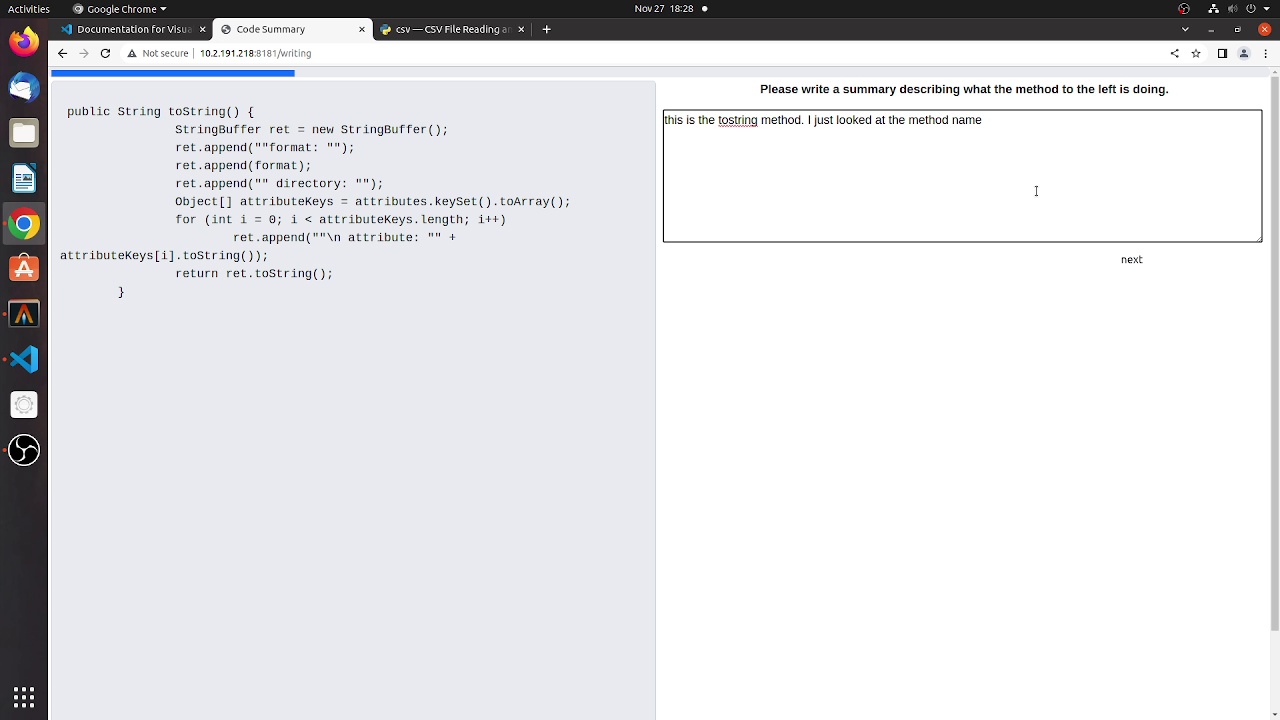 Activities Google Chrome Nov 27 18:28
Documentation for Visua Code Summary csv — CSV File Reading an
Not secure 10.2.191.218:8181/writing
public String toString() {
StringBuffer ret = new StringBuffer();
ret.append(""format: "");
ret.append(format);
ret.append("" directory: "");
Object[] attributeKeys = attributes.keySet().toArray();
for (int i = 0; i < attributeKeys.length; i++)
ret.append(""\n attribute: "" +
attributeKeys[i].toString());
return ret.toString();
}
Please write a summary describing what the method to the left is doing.
this is the tostring method. I just looked at the method name
next